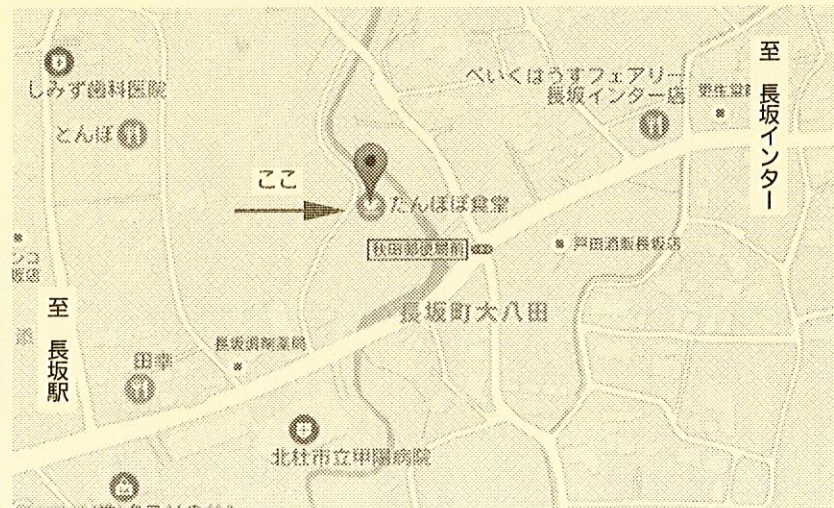 しみず歯科医院
とんぼ
べいくはうすフェアリー
長坂インター店
至 長坂インター
ここ
たんぽぽ食堂
秋田郵便局前
戸田酒販長坂店
長坂町大八田
至 長坂駅
田幸
長坂調剤薬局
北杜市立甲陽病院